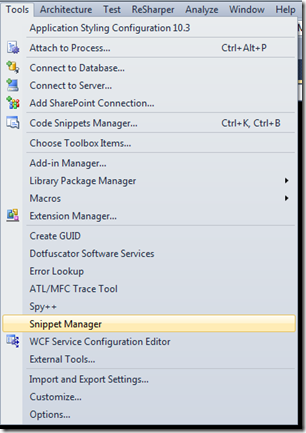 Tools Architecture Test ReSharper Analyze Window Help
Application Styling Configuration 10.3
Attach to Process... Ctrl+Alt+P
Connect to Database...
Connect to Server...
Add SharePoint Connection...
Code Snippets Manager... Ctrl+K, Ctrl+B
Choose Toolbox Items...
Add-in Manager...
Library Package Manager
Macros
Extension Manager...
Create GUID
Dotfuscator Software Services
Error Lookup
ATL/MFC Trace Tool
Spy++
Snippet Manager
WCF Service Configuration Editor
External Tools...
Import and Export Settings...
Customize...
Options...